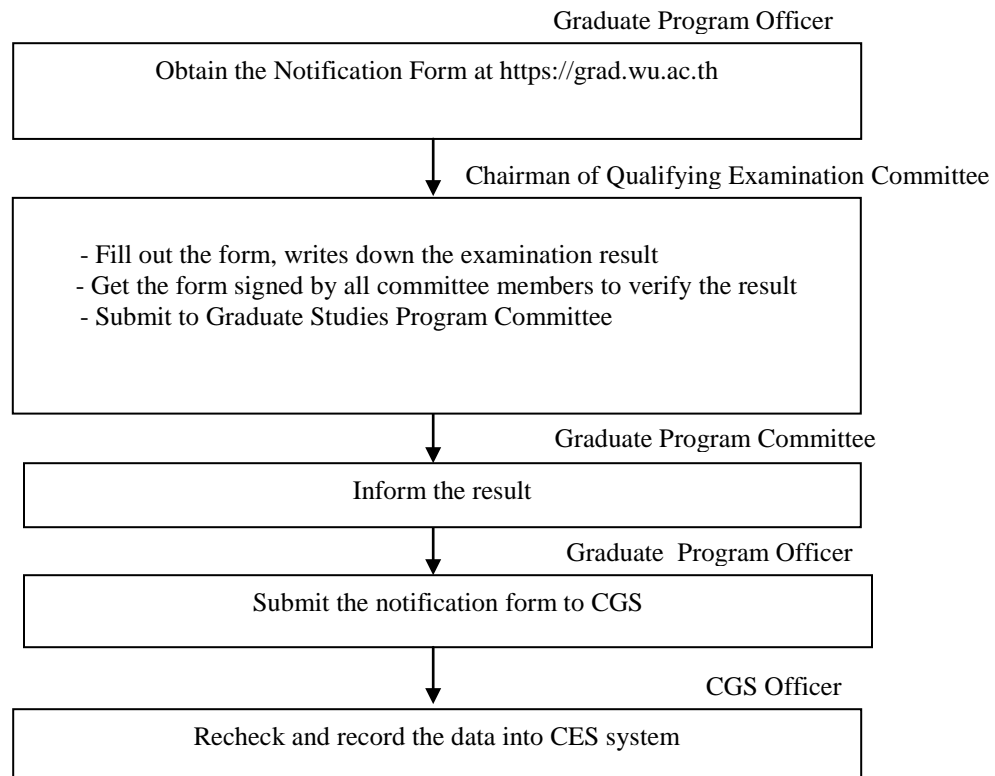 Graduate Program Officer
Obtain the Notification Form at https://grad.wu.ac.th
Chairman of Qualifying Examination Committee
- Fill out the form, writes down the examination result
- Get the form signed by all committee members to verify the result
- Submit to Graduate Studies Program Committee
Graduate Program Committee
Inform the result
Graduate Program Officer
Submit the notification form to CGS
CGS Officer
Recheck and record the data into CES system